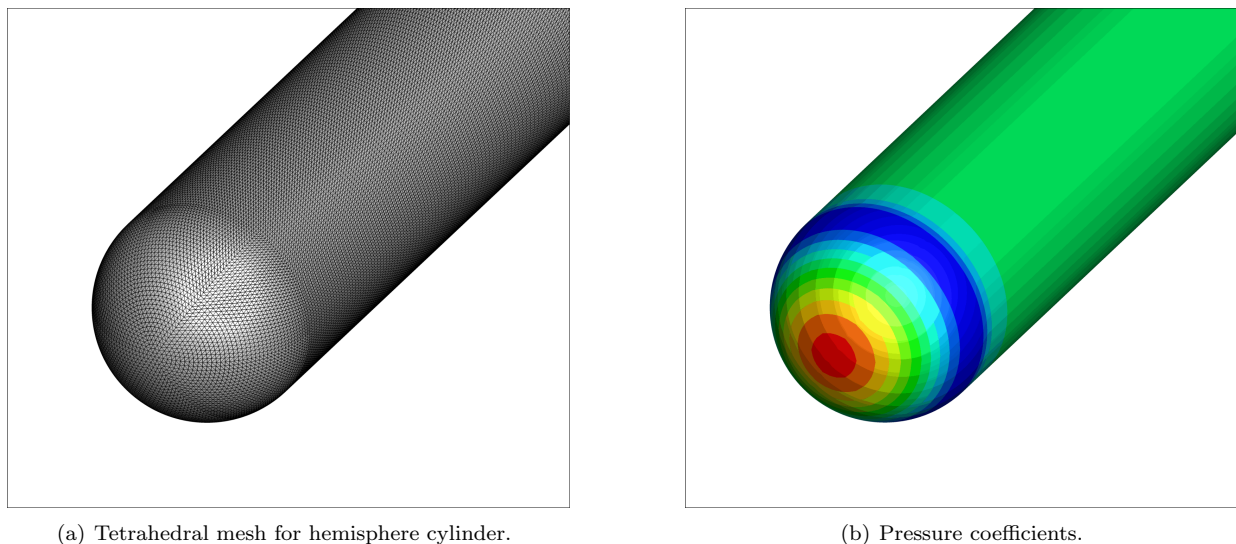 (a) Tetrahedral mesh for hemisphere cylinder.
(b) Pressure coefficients.